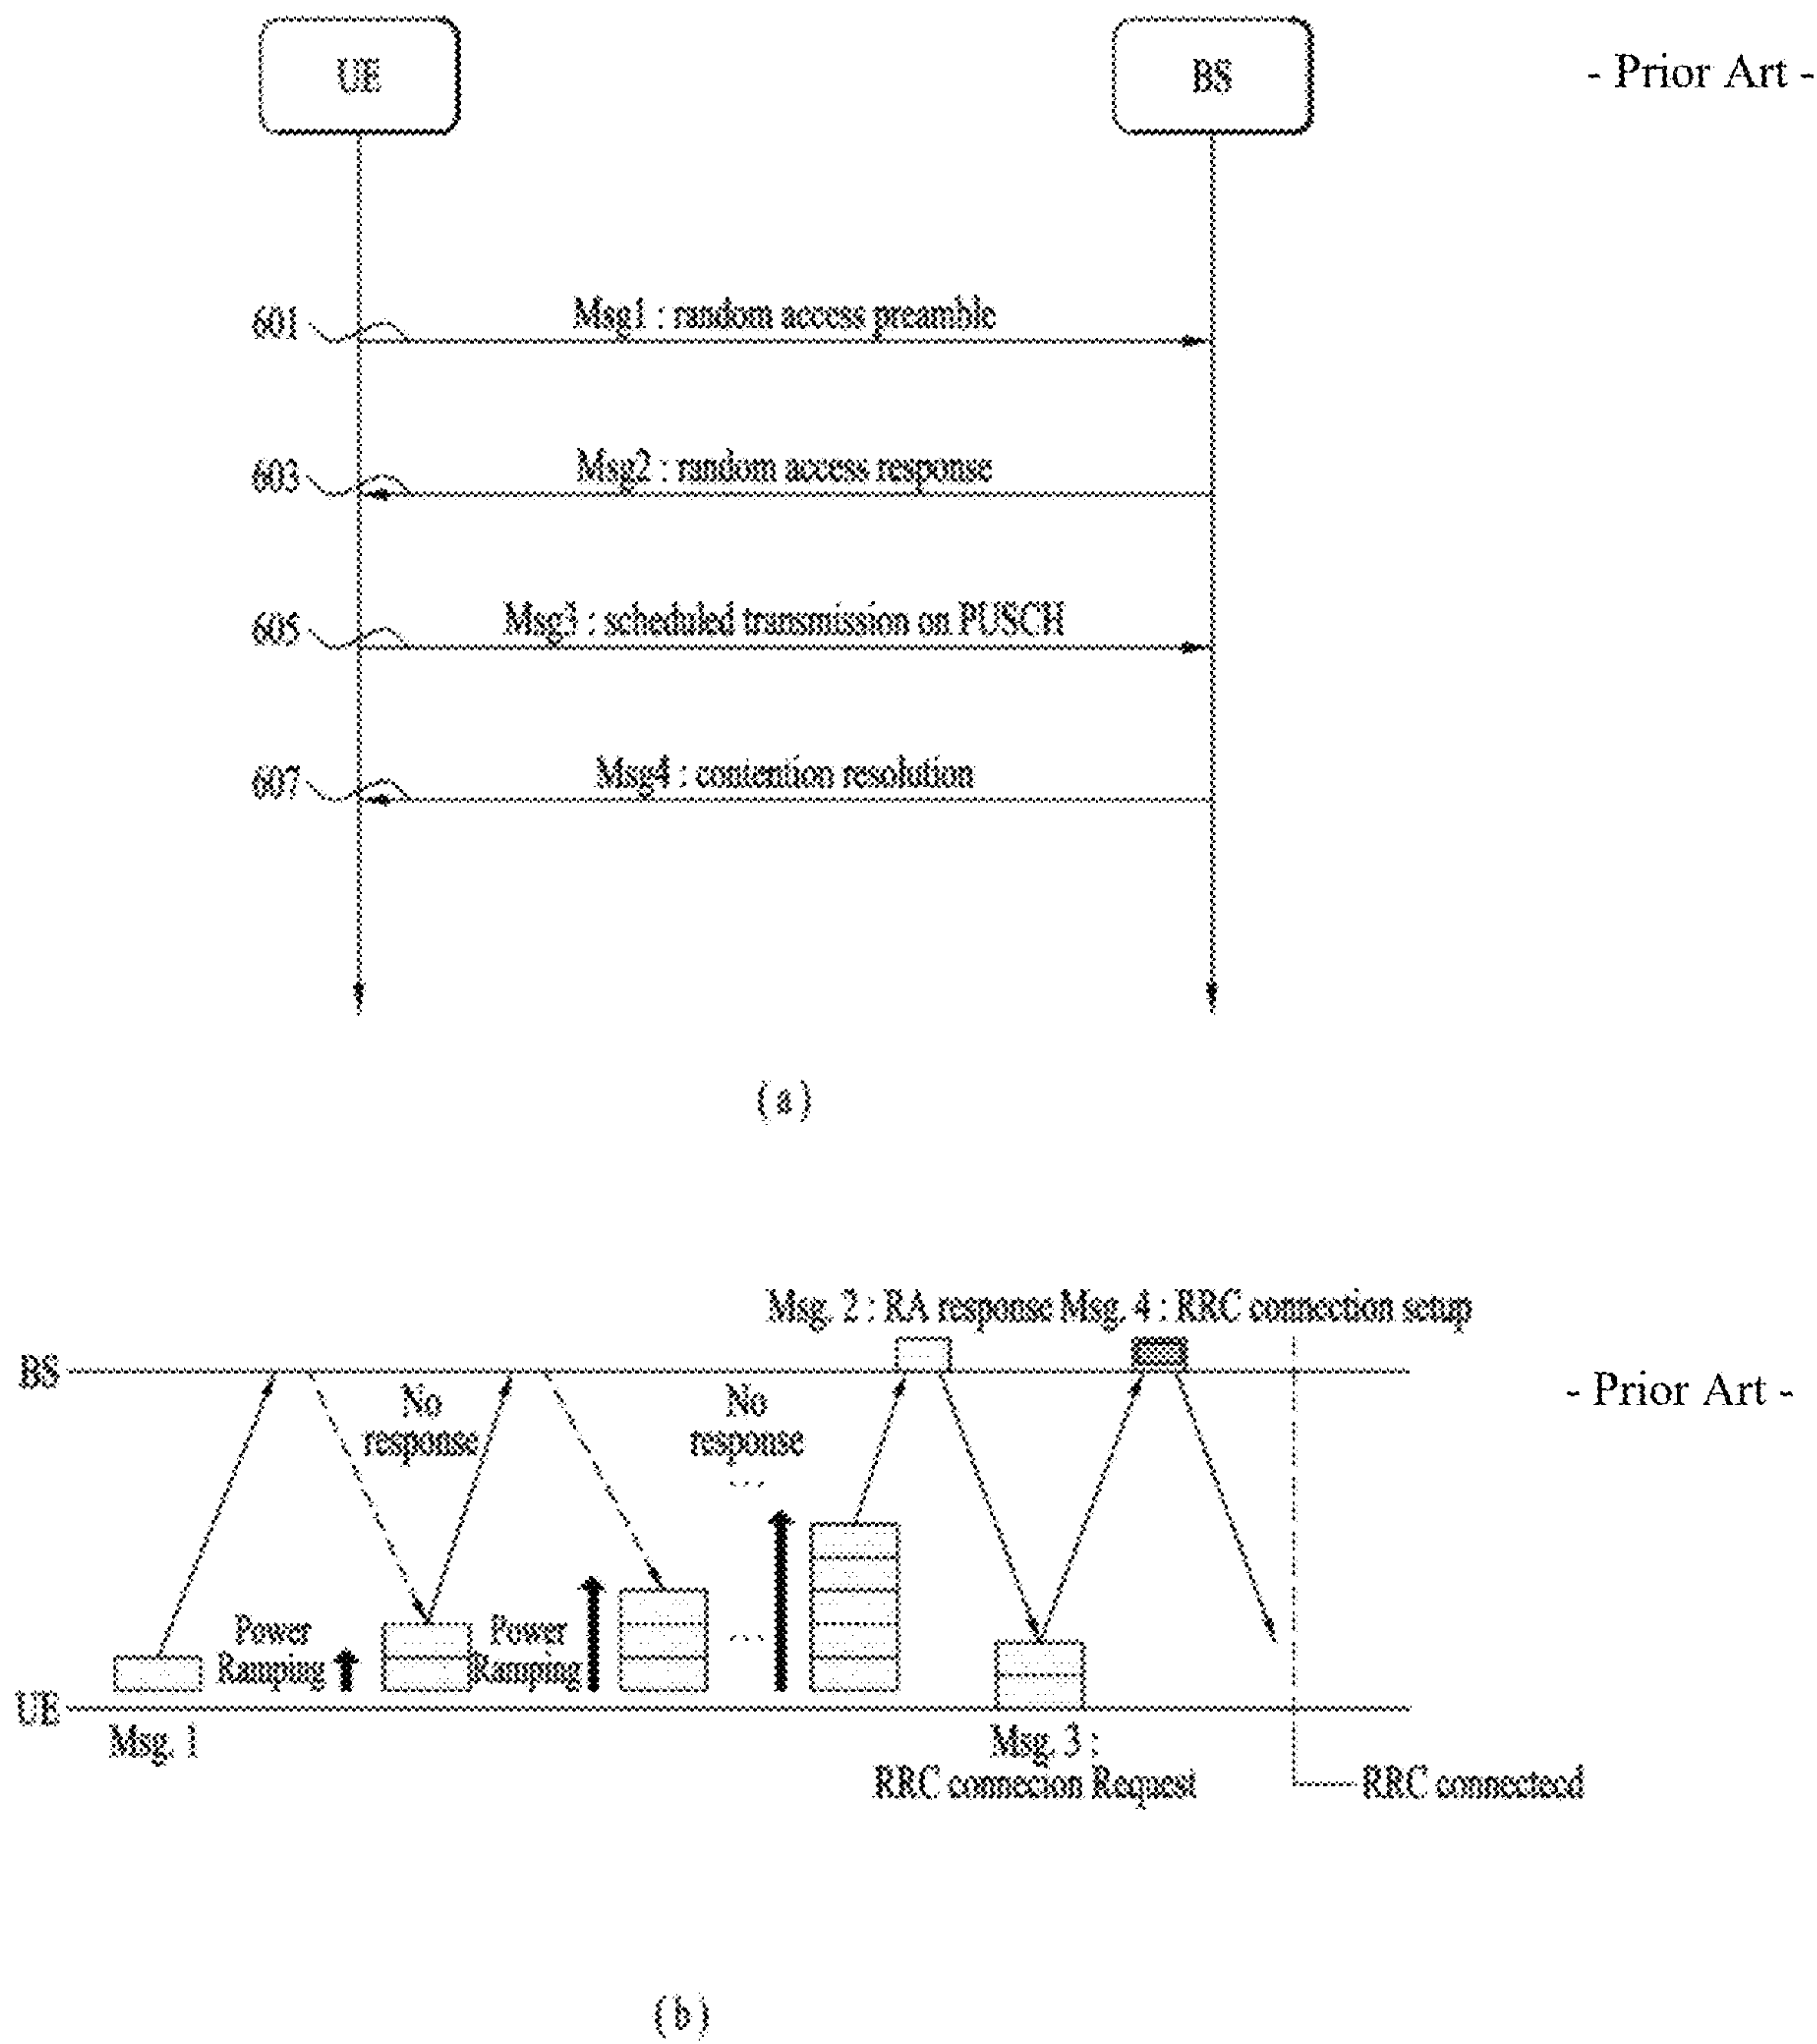 UE
BS
- Prior Art -
601
Msg1 : random access preamble
603
Msg2 : random access response
605
Msg3 : scheduled transmission on PUSCH
607
Msg4 : contention resolution
(a)
Msg. 2 : RA response
Msg. 4 : RRC connection setup
BS
No
response
No
response
- Prior Art -
Power
Ramping
Power
Ramping
UE
Msg. 1
Msg. 3 :
RRC connecion Request
RRC connectecd
(b)